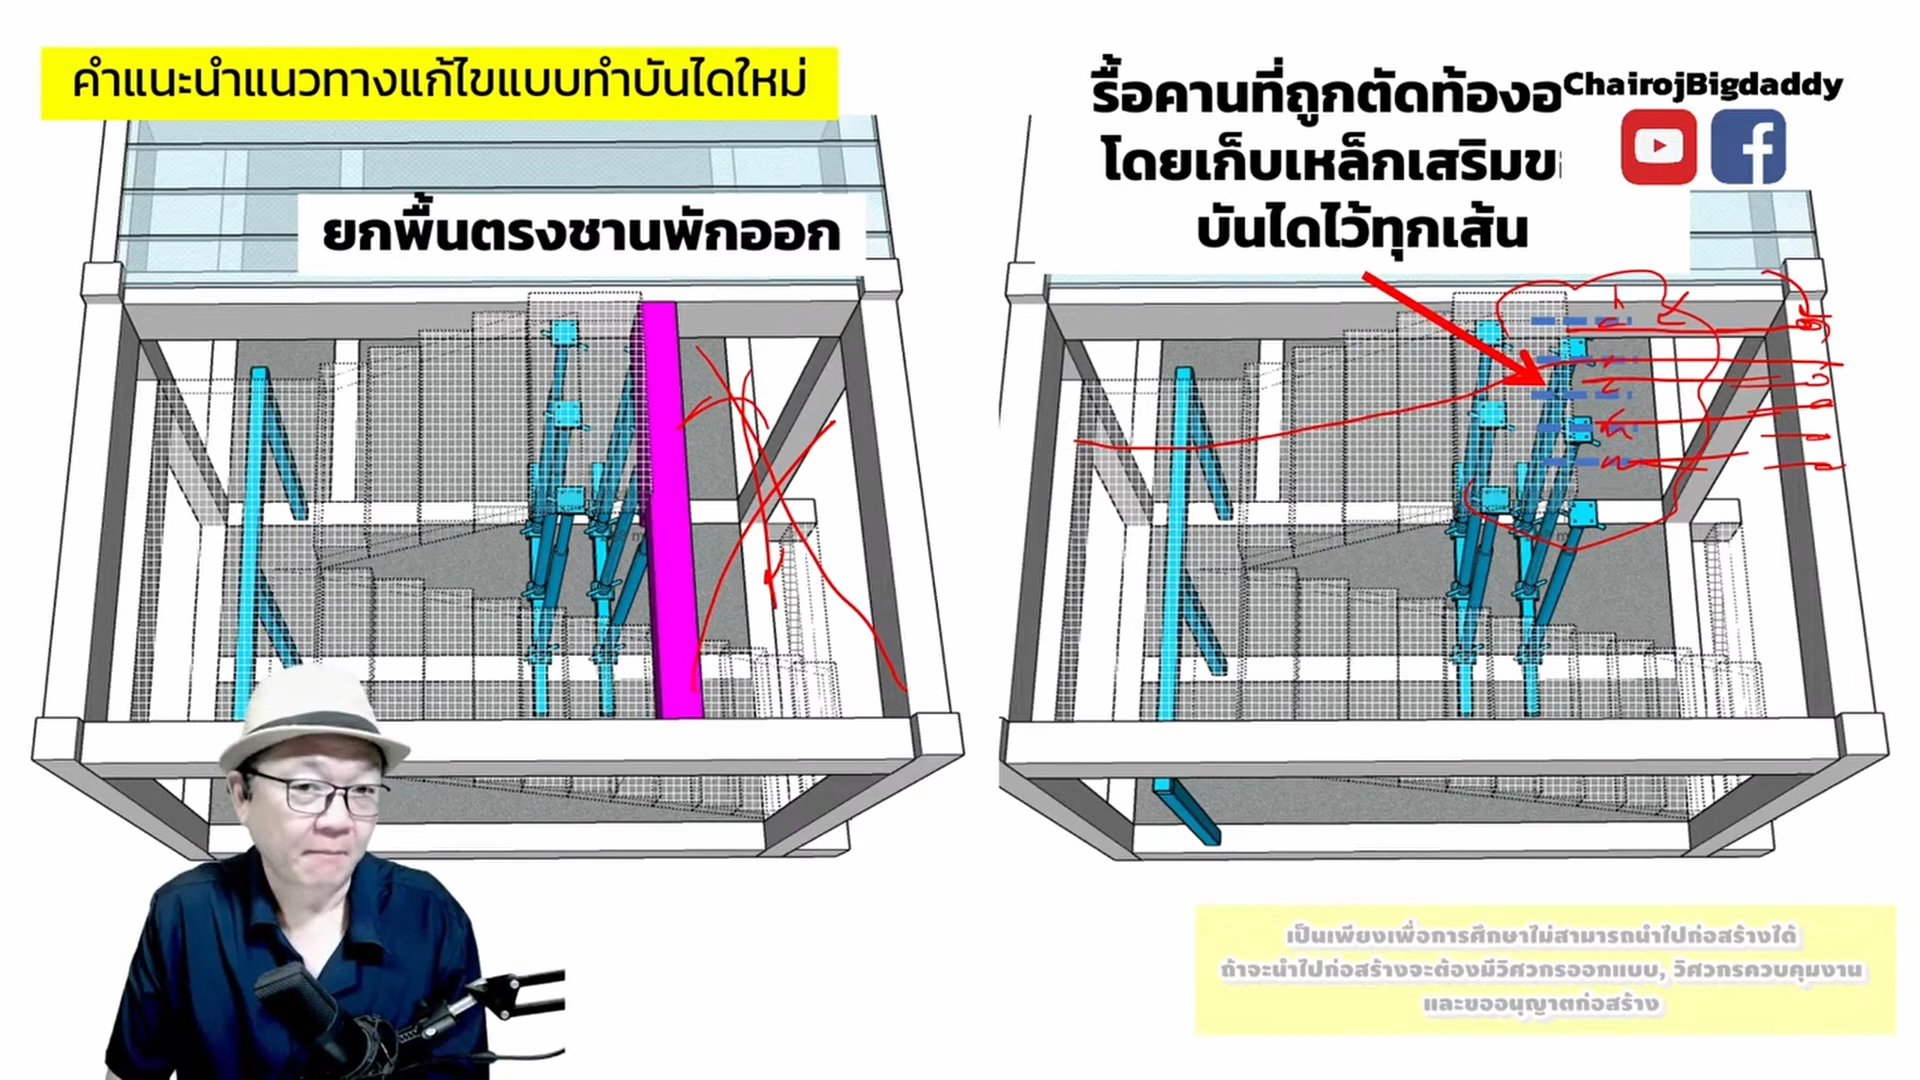 คำแนะนำแนวทางแก้ไขแบบทำบันไดใหม่
ยกพื้นตรงชานพักออก
รื้อคานที่ถูกตัดท้องอ
โดยเก็บเหล็กเสริมข
บันไดไว้ทุกเส้น
ChairojBigdaddy
เป็นเพียงเพื่อการศึกษาไม่สามารถนำไปก่อสร้างได้
ถ้าจะนำไปก่อสร้างจะต้องมีวิศวกรออกแบบ, วิศวกรควบคุมงาน
และขออนุญาตก่อสร้าง